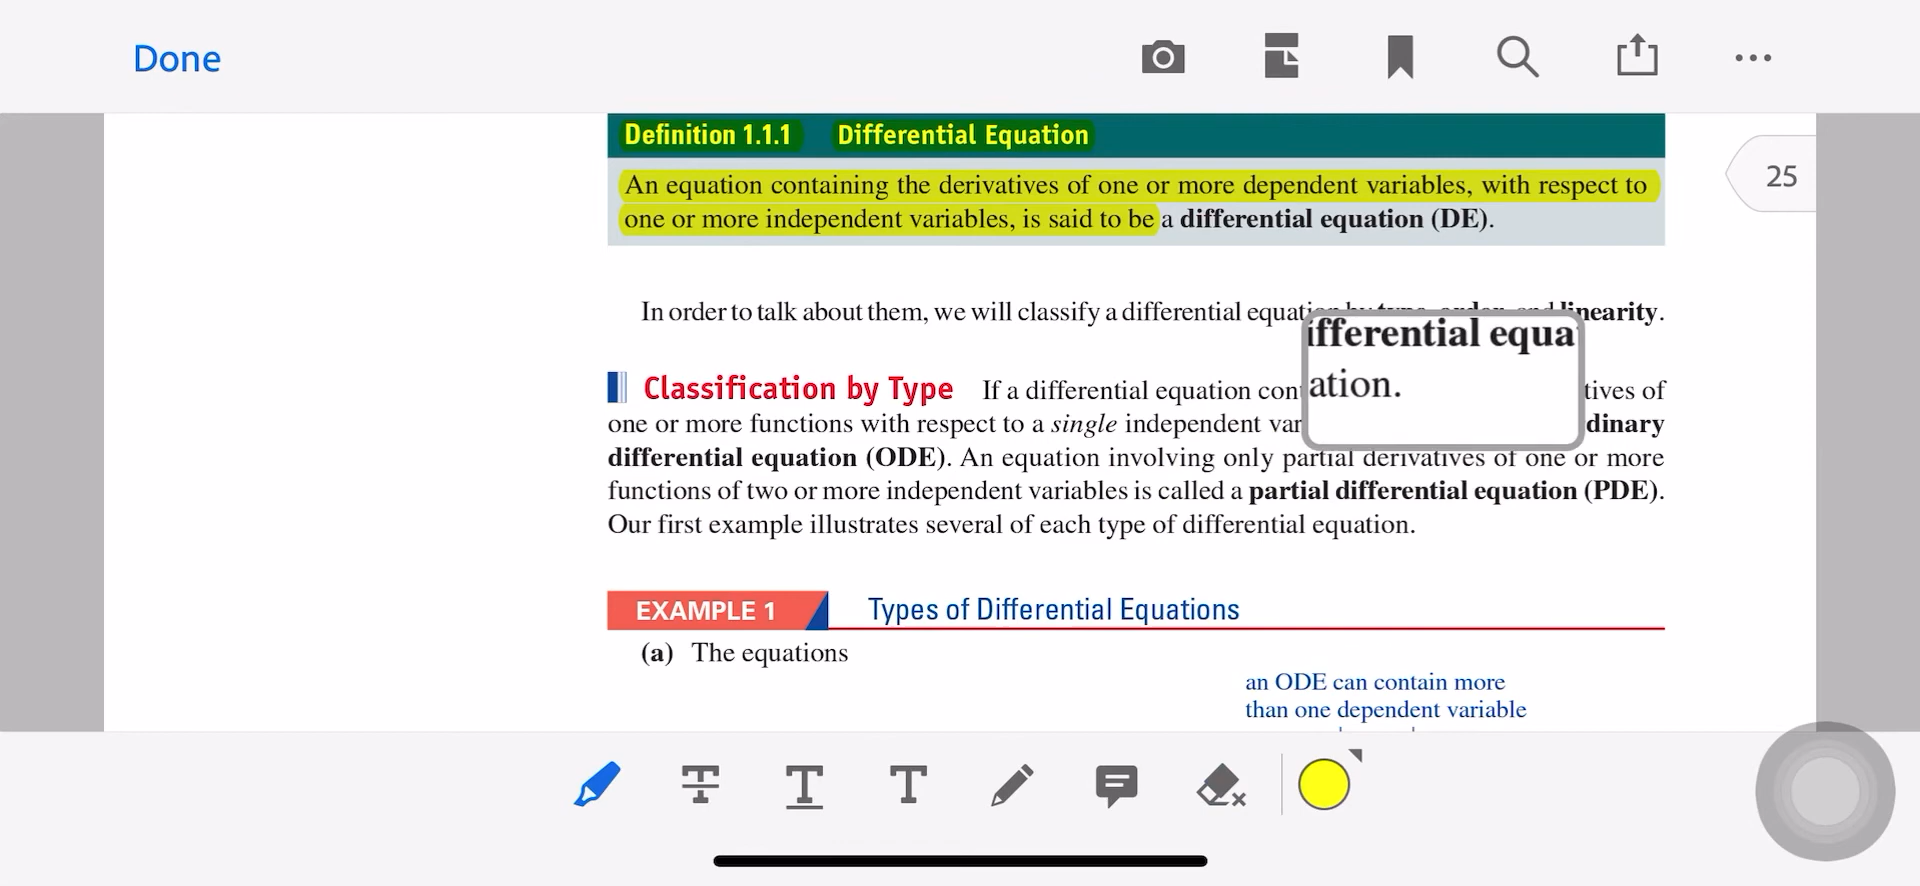 Done
Definition 1.1.1 Differential Equation
An equation containing the derivatives of one or more dependent variables, with respect to
one or more independent variables, is said to be a differential equation (DE).
25
In order to talk about them, we will classify a differential linearity.
ifferential equa
ation.
Classification by Type If a differential equation of
one or more functions with respect to a single independent
differential equation (ODE). An equation involving only partial derivatives of one or more
functions of two or more independent variables is called a partial differential equation (PDE).
Our first example illustrates several of each type of differential equation.
EXAMPLE 1 Types of Differential Equations
(a) The equations
an ODE can contain more
than one dependent variable